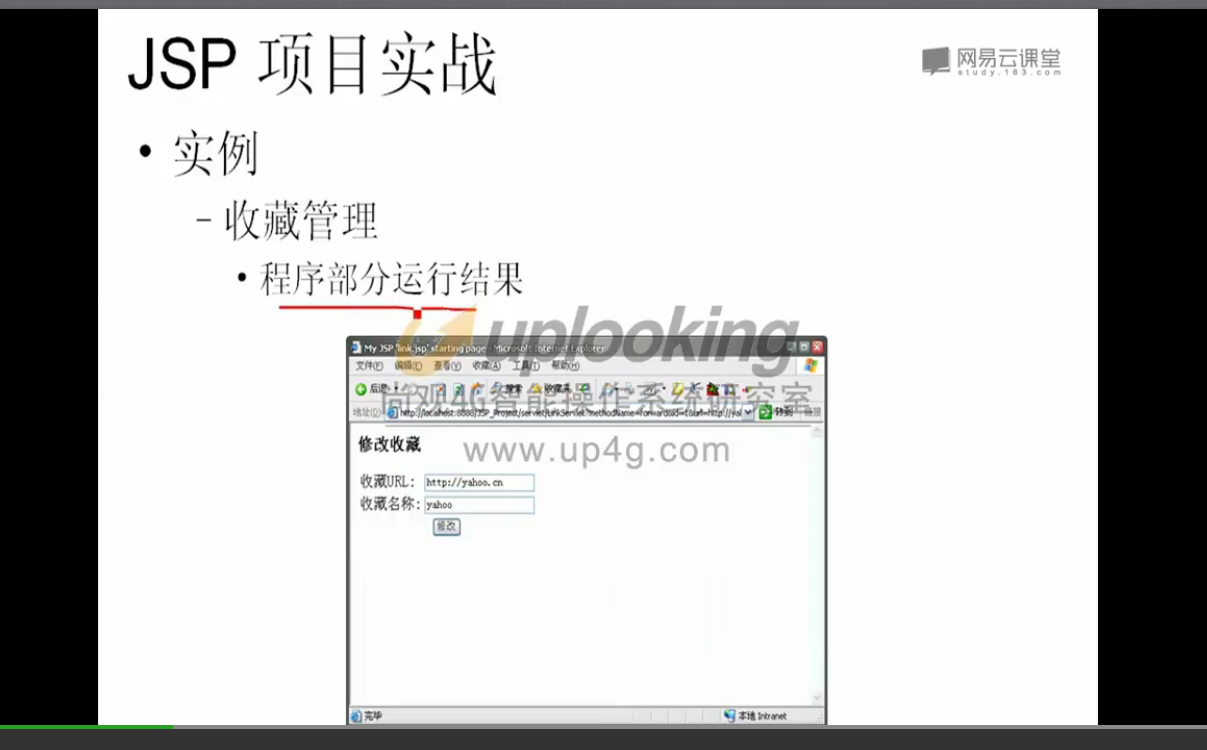 JSP 项目实战
网易云课堂
study.163.com
• 实例
– 收藏管理
• 程序部分运行结果
uplooking
My JSP 'link.jsp' starting page - Microsoft Internet Explorer
文件(F) 编辑(E) 查看(V) 收藏(A) 工具(T) 帮助(H)
后退 搜索 收藏夹
尚观4G智能操作系统研究室
地址(D) http://localhost:8888/JSP_Project/servlet/LinkServlet?methodName=forward&id=1&url=http://yal 转到 链接
修改收藏
www.up4g.com
收藏URL: http://yahoo.cn
收藏名称: yahoo
修改
完毕 本地 Intranet